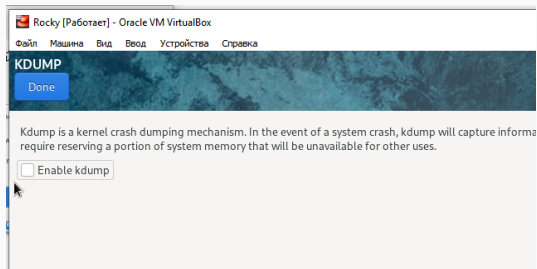 Rocky [Работает] - Oracle VM VirtualBox
Файл Машина Вид Ввод Устройства Справка
KDUMP
Done
Kdump is a kernel crash dumping mechanism. In the event of a system crash, kdump will capture
require reserving a portion of system memory that will be unavailable for other uses.
Enable kdump